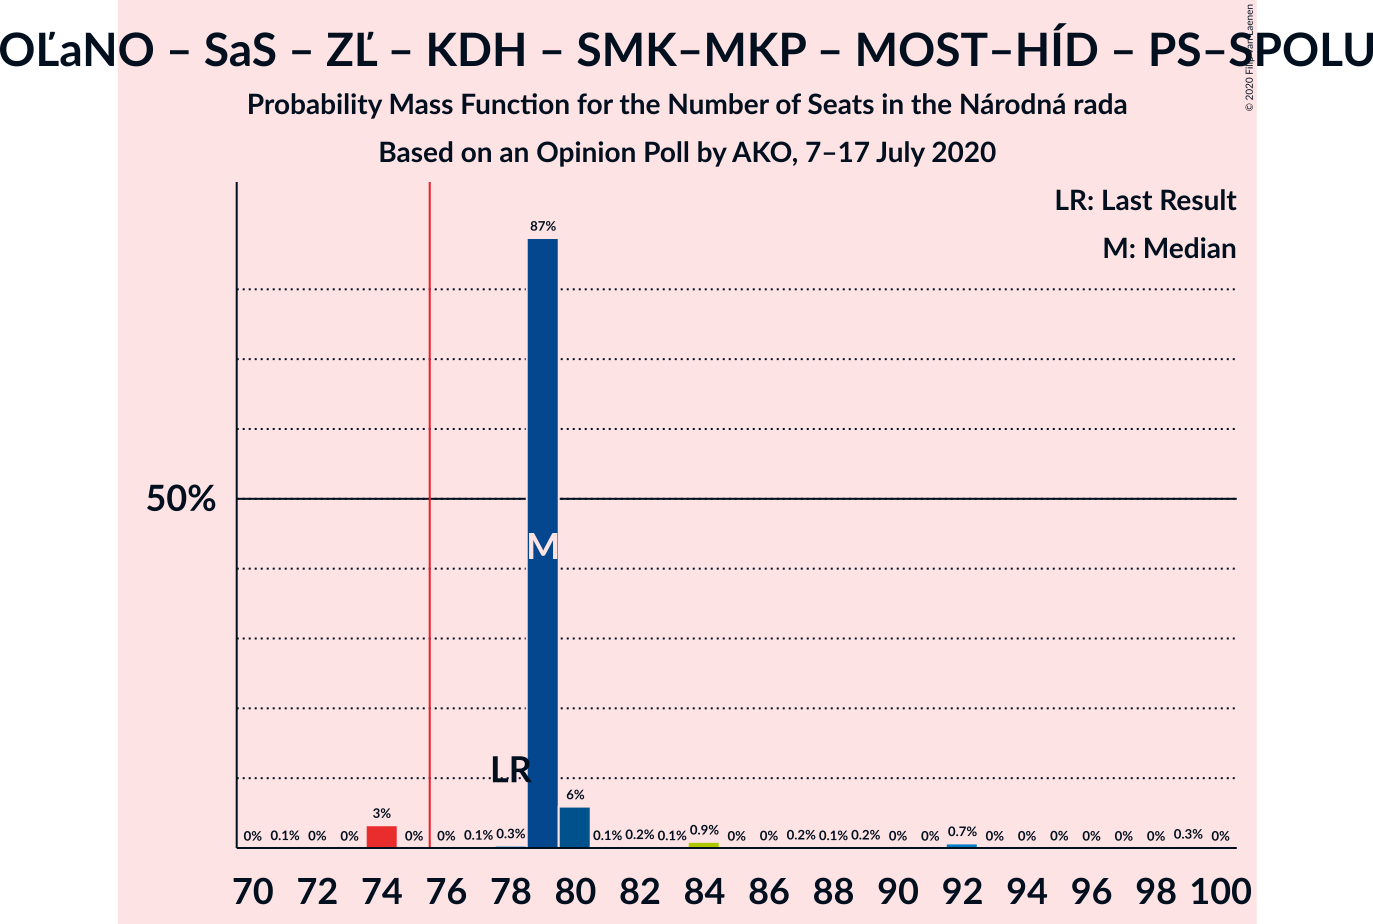 OĽaNO – SaS – ZĽ – KDH – SMK–MKP – MOST–HÍD – PS–SPOLU
© 2020 Filip van Laenen
Probability Mass Function for the Number of Seats in the Národná rada
Based on an Opinion Poll by AKO, 7–17 July 2020
LR: Last Result
M: Median
87%
50%
M
LR
6%
3%
0% 0.1% 0% 0% 0% 0% 0.1% 0.3% 0.1% 0.2% 0.1% 0.9% 0% 0% 0.2% 0.1% 0.2% 0% 0% 0.7% 0% 0% 0% 0% 0% 0% 0.3% 0%
70 72 74 76 78 80 82 84 86 88 90 92 94 96 98 100